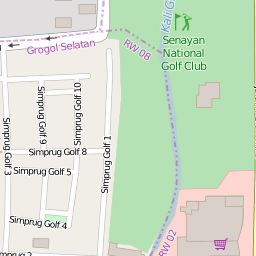 Kali G
Senayan
National
Golf Club
Grogol Selatan
RW 08
Simprug Golf 10
Simprug Golf 9
Simprug Golf 3
Simprug Golf 1
Simprug Golf 8
Simprug Golf 5
Simprug Golf 4
RW 02